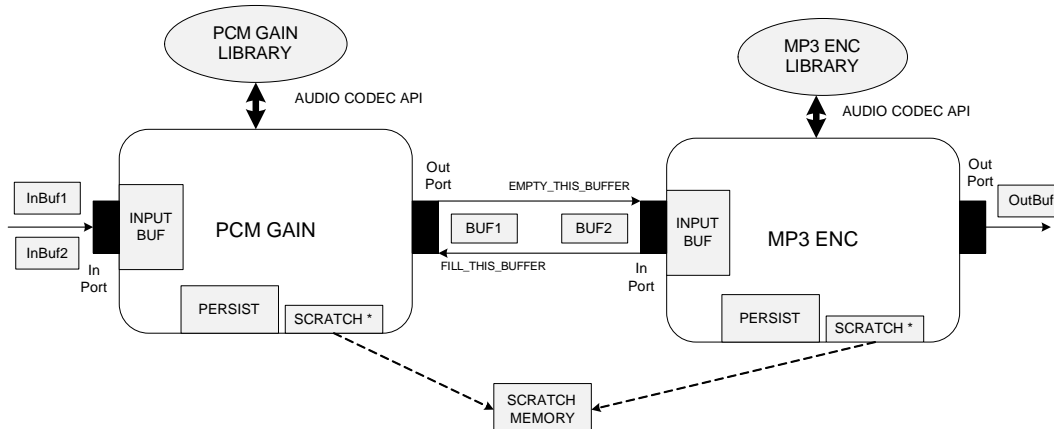 PCM GAIN
LIBRARY
MP3 ENC
LIBRARY
AUDIO CODEC API
AUDIO CODEC API
InBuf1
InBuf2
In
Port
INPUT
BUF
PCM GAIN
PERSIST
SCRATCH *
Out
Port
EMPTY_THIS_BUFFER
BUF1
BUF2
FILL_THIS_BUFFER
In
Port
INPUT
BUF
MP3 ENC
PERSIST
SCRATCH *
Out
Port
OutBuf
SCRATCH
MEMORY